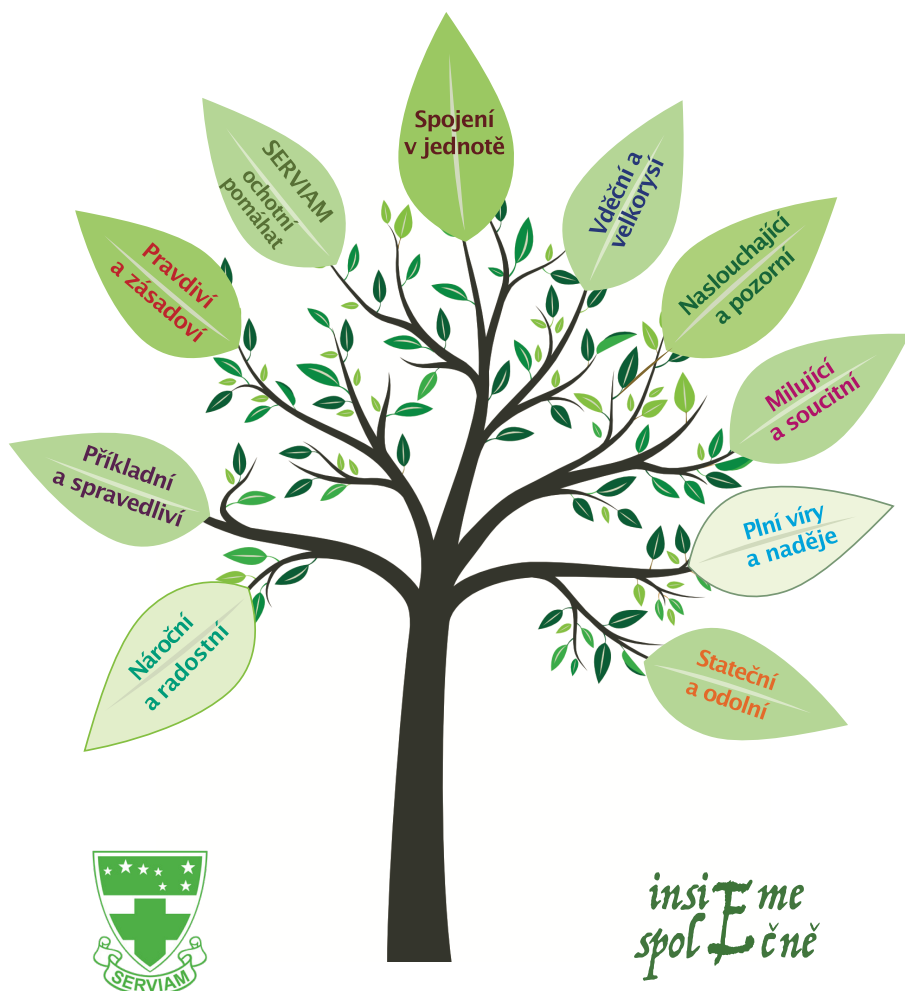 Spojení
v jednotě
SERVIAM
ochotní
pomáhat
Vděční a
velkorysí
Pravdiví
a zásadoví
Naslouchající
a pozorní
Milující
a soucitní
Příkladní
a spravedliví
Plní víry
a naděje
Nároční
a radostní
Stateční
a odolní
SERVIAM
insiEme
spolEčně